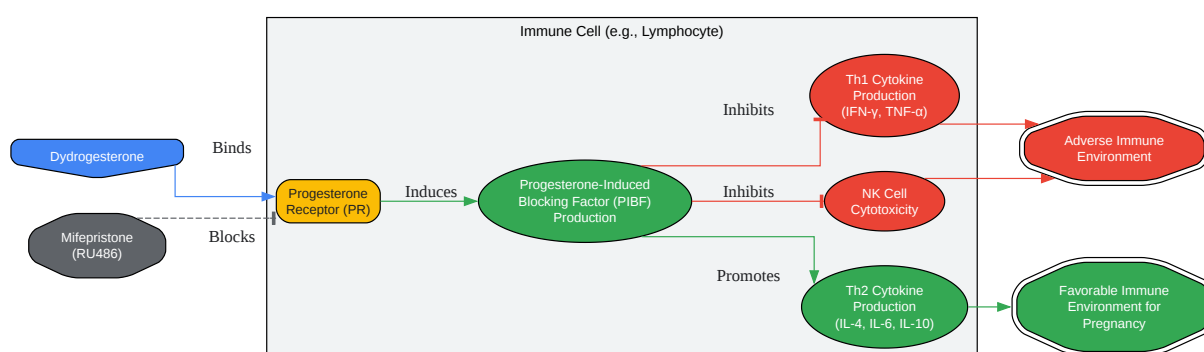 Immune Cell (e.g., Lymphocyte)
Dydrogesterone
Binds
Mifepristone
(RU486)
Blocks
Progesterone
Receptor (PR)
Induces
Progesterone-Induced
Blocking Factor (PIBF)
Production
Inhibits
Th1 Cytokine
Production
(IFN-γ, TNF-α)
Inhibits
NK Cell
Cytotoxicity
Promotes
Th2 Cytokine
Production
(IL-4, IL-6, IL-10)
Adverse Immune
Environment
Favorable Immune
Environment for
Pregnancy